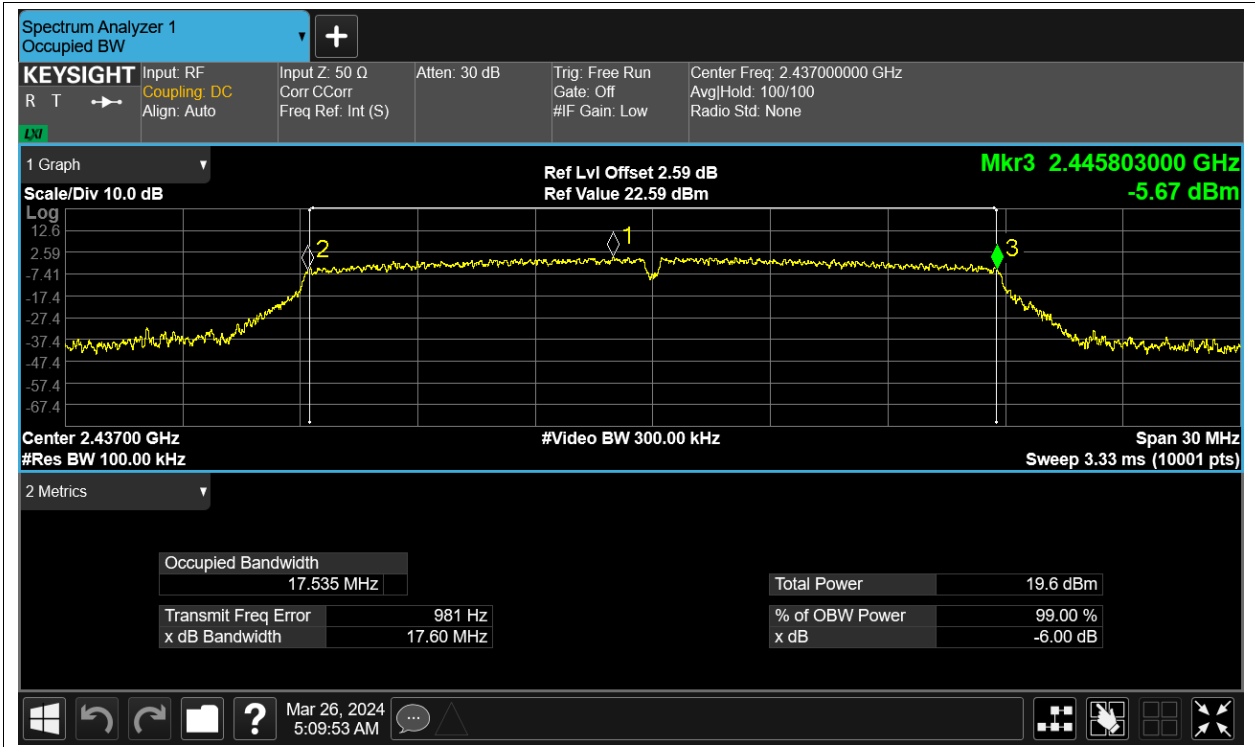 Spectrum Analyzer 1
Occupied BW
KEYSIGHT
R T
LXI
Input: RF
Coupling: DC
Align: Auto
Input Z: 50 Ω
Corr CCorr
Freq Ref: Int (S)
Atten: 30 dB
Trig: Free Run
Gate: Off
#IF Gain: Low
Center Freq: 2.437000000 GHz
Avg|Hold: 100/100
Radio Std: None
1 Graph
Scale/Div 10.0 dB
Ref Lvl Offset 2.59 dB
Ref Value 22.59 dBm
Mkr3 2.445803000 GHz
-5.67 dBm
Log
12.6
2.59
-7.41
-17.4
-27.4
-37.4
-47.4
-57.4
-67.4
2
1
3
Center 2.43700 GHz
#Res BW 100.00 kHz
#Video BW 300.00 kHz
Span 30 MHz
Sweep 3.33 ms (10001 pts)
2 Metrics
Occupied Bandwidth
17.535 MHz
Transmit Freq Error 981 Hz
x dB Bandwidth 17.60 MHz
Total Power 19.6 dBm
% of OBW Power 99.00 %
x dB -6.00 dB
?
Mar 26, 2024
5:09:53 AM